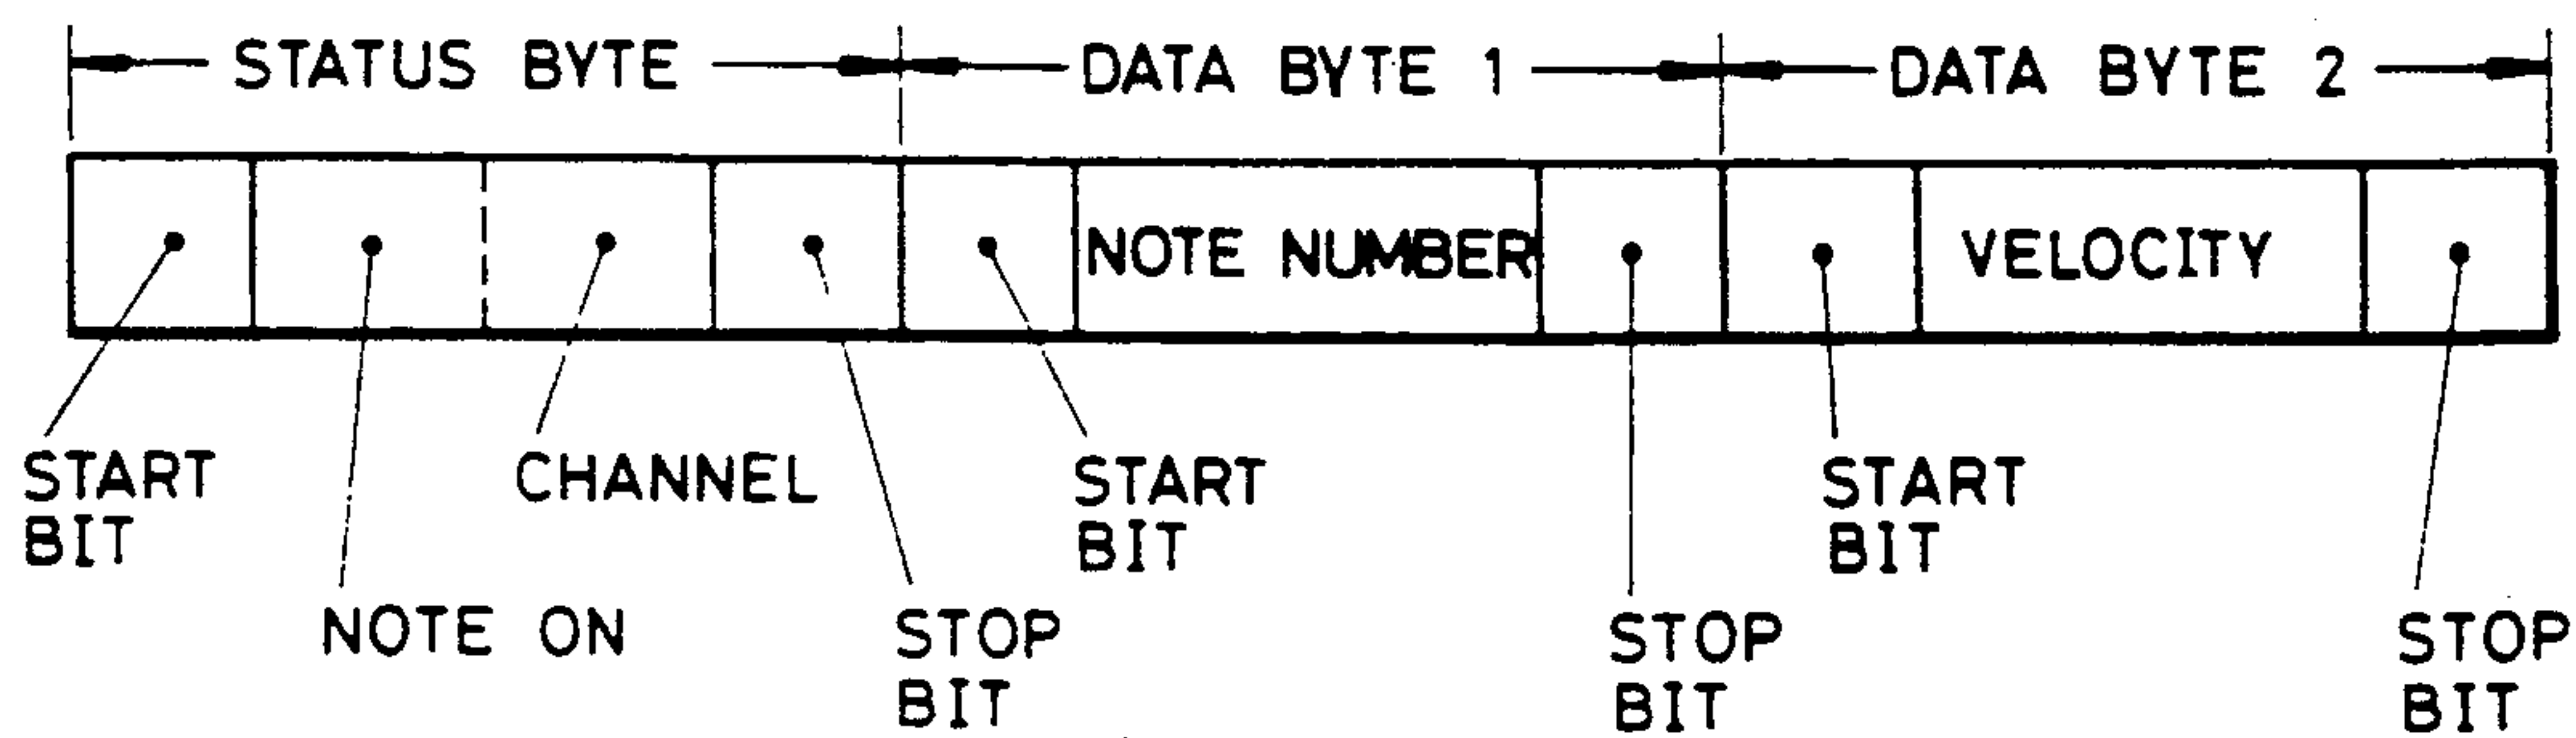 STATUS BYTE
DATA BYTE 1
DATA BYTE 2
NOTE NUMBER
VELOCITY
START
BIT
NOTE ON
CHANNEL
STOP
BIT
START
BIT
STOP
BIT
START
BIT
STOP
BIT